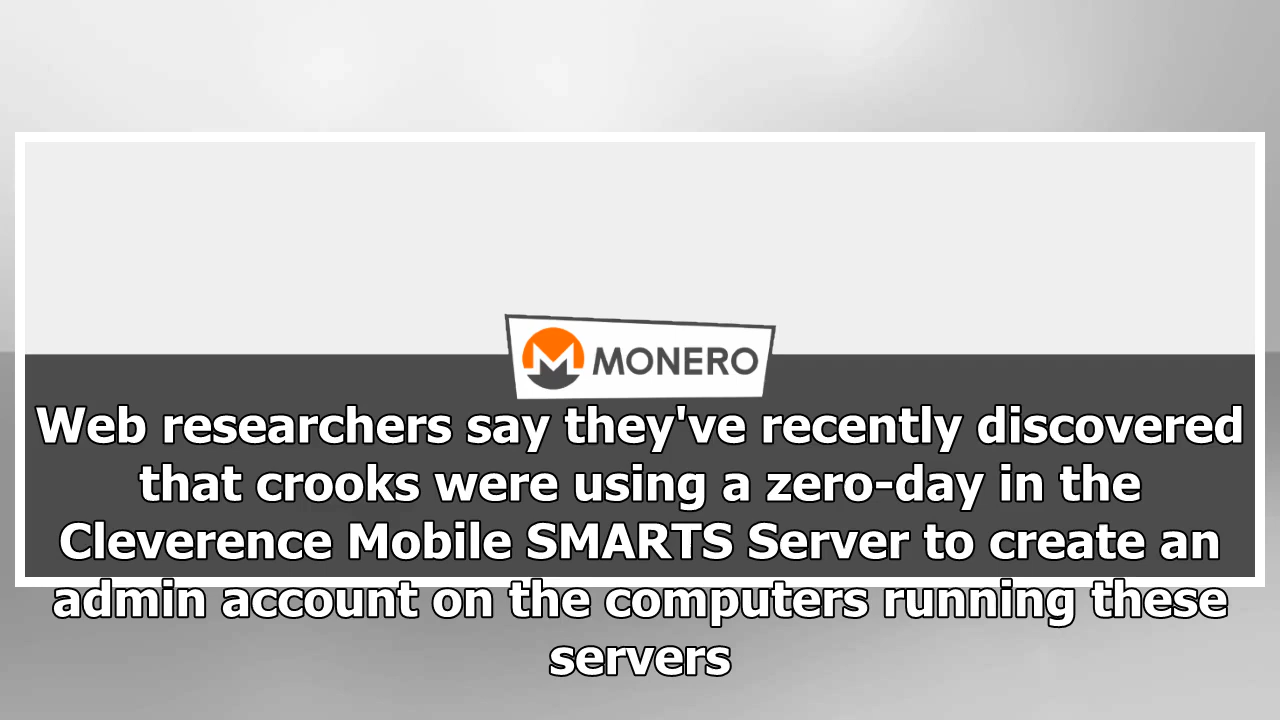 MONERO
Web researchers say they've recently discovered
that crooks were using a zero-day in the
Cleverence Mobile SMARTS Server to create an
admin account on the computers running these
servers